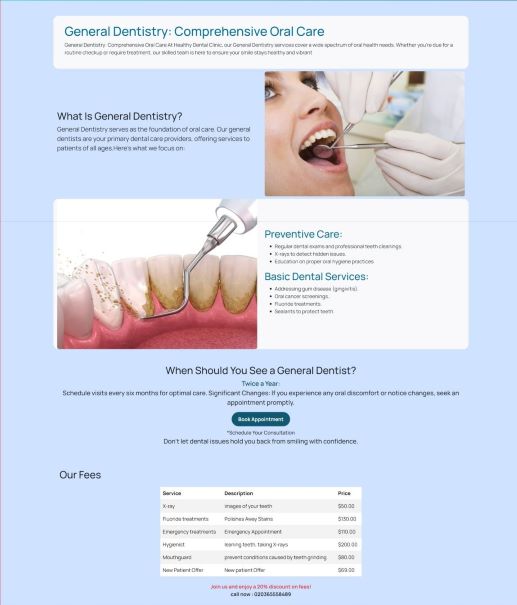 General Dentistry: Comprehensive Oral Care
General Dentistry: Comprehensive Oral Care At Healthy Dental Clinic, our General Dentistry services cover a wide spectrum of oral health needs. Whether you're due for a
routine checkup or require treatment, our skilled team is here to ensure your smile stays healthy and vibrant
What Is General Dentistry?
General Dentistry serves as the foundation of oral care. Our general
dentists are your primary dental care providers, offering services to
patients of all ages.Here's what we focus on:
Preventive Care:
Regular dental exams and professional teeth cleanings.
X-rays to detect hidden issues.
Education on proper oral hygiene practices
Basic Dental Services:
Addressing gum disease (gingivitis).
Oral cancer screenings.
Fluoride treatments.
Sealants to protect teeth
When Should You See a General Dentist?
Twice a Year:
Schedule visits every six months for optimal care. Significant Changes: If you experience any oral discomfort or notice changes, seek an
appointment promptly.
Book Appointment
*Schedule Your Consultation
Don't let dental issues hold you back from smiling with confidence.
Our Fees
Service Description Price
X-ray images of your teeth $50.00
Fluoride treatments Polishes Away Stains $130.00
Emergency treatments Emergency Appointment $110.00
Hygienist leaning teeth, taking X-rays $200.00
Mouthguard prevent conditions caused by teeth grinding $80.00
New Patient Offer New patient Offer $69.00
Join us and enjoy a 20% discount on fees!
call now : 020365558489